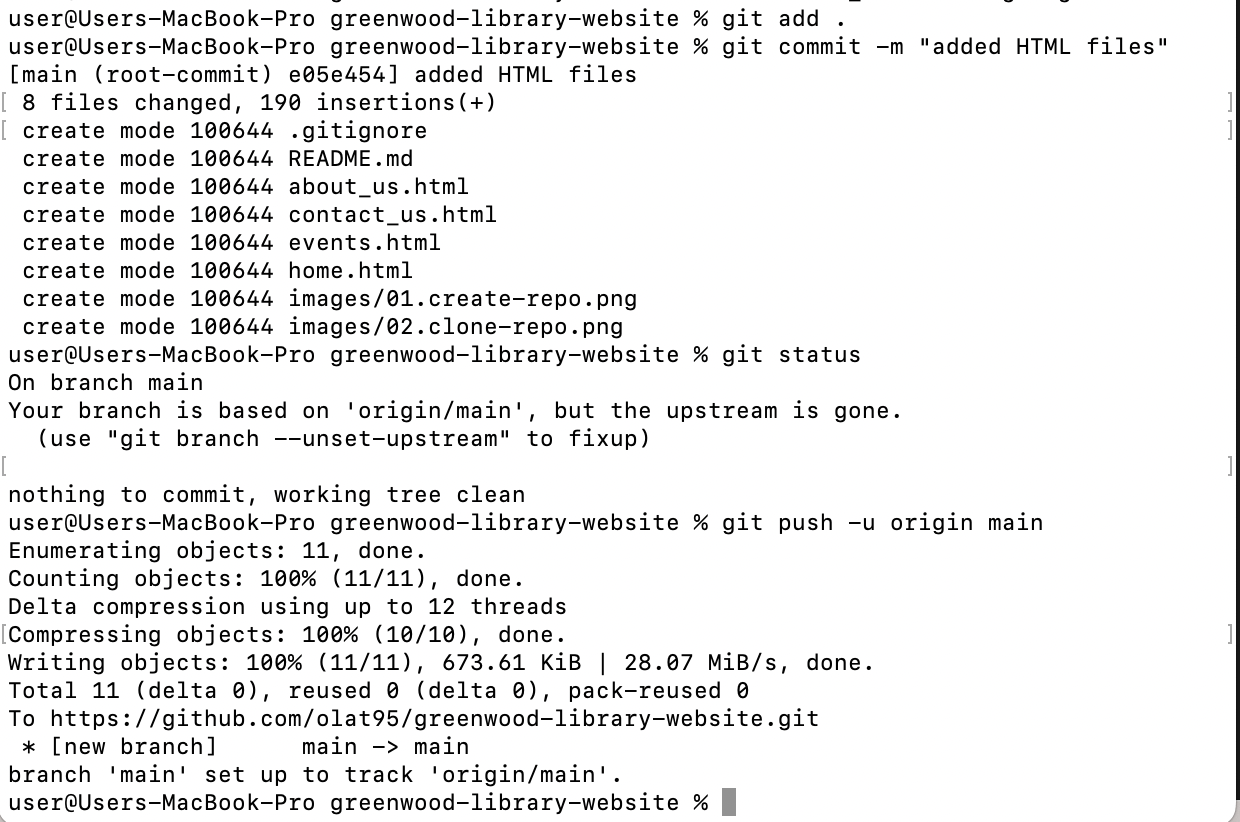 user@Users-MacBook-Pro greenwood-library-website % git add .
user@Users-MacBook-Pro greenwood-library-website % git commit -m "added HTML files"
[main (root-commit) e05e454] added HTML files
[ 8 files changed, 190 insertions(+) ]
[ create mode 100644 .gitignore ]
 create mode 100644 README.md
 create mode 100644 about_us.html
 create mode 100644 contact_us.html
 create mode 100644 events.html
 create mode 100644 home.html
 create mode 100644 images/01.create-repo.png
 create mode 100644 images/02.clone-repo.png
user@Users-MacBook-Pro greenwood-library-website % git status
On branch main
Your branch is based on 'origin/main', but the upstream is gone.
  (use "git branch --unset-upstream" to fixup)
[ ]
nothing to commit, working tree clean
user@Users-MacBook-Pro greenwood-library-website % git push -u origin main
Enumerating objects: 11, done.
Counting objects: 100% (11/11), done.
Delta compression using up to 12 threads
[Compressing objects: 100% (10/10), done. ]
Writing objects: 100% (11/11), 673.61 KiB | 28.07 MiB/s, done.
Total 11 (delta 0), reused 0 (delta 0), pack-reused 0
To https://github.com/olat95/greenwood-library-website.git
 * [new branch]      main -> main
branch 'main' set up to track 'origin/main'.
user@Users-MacBook-Pro greenwood-library-website %